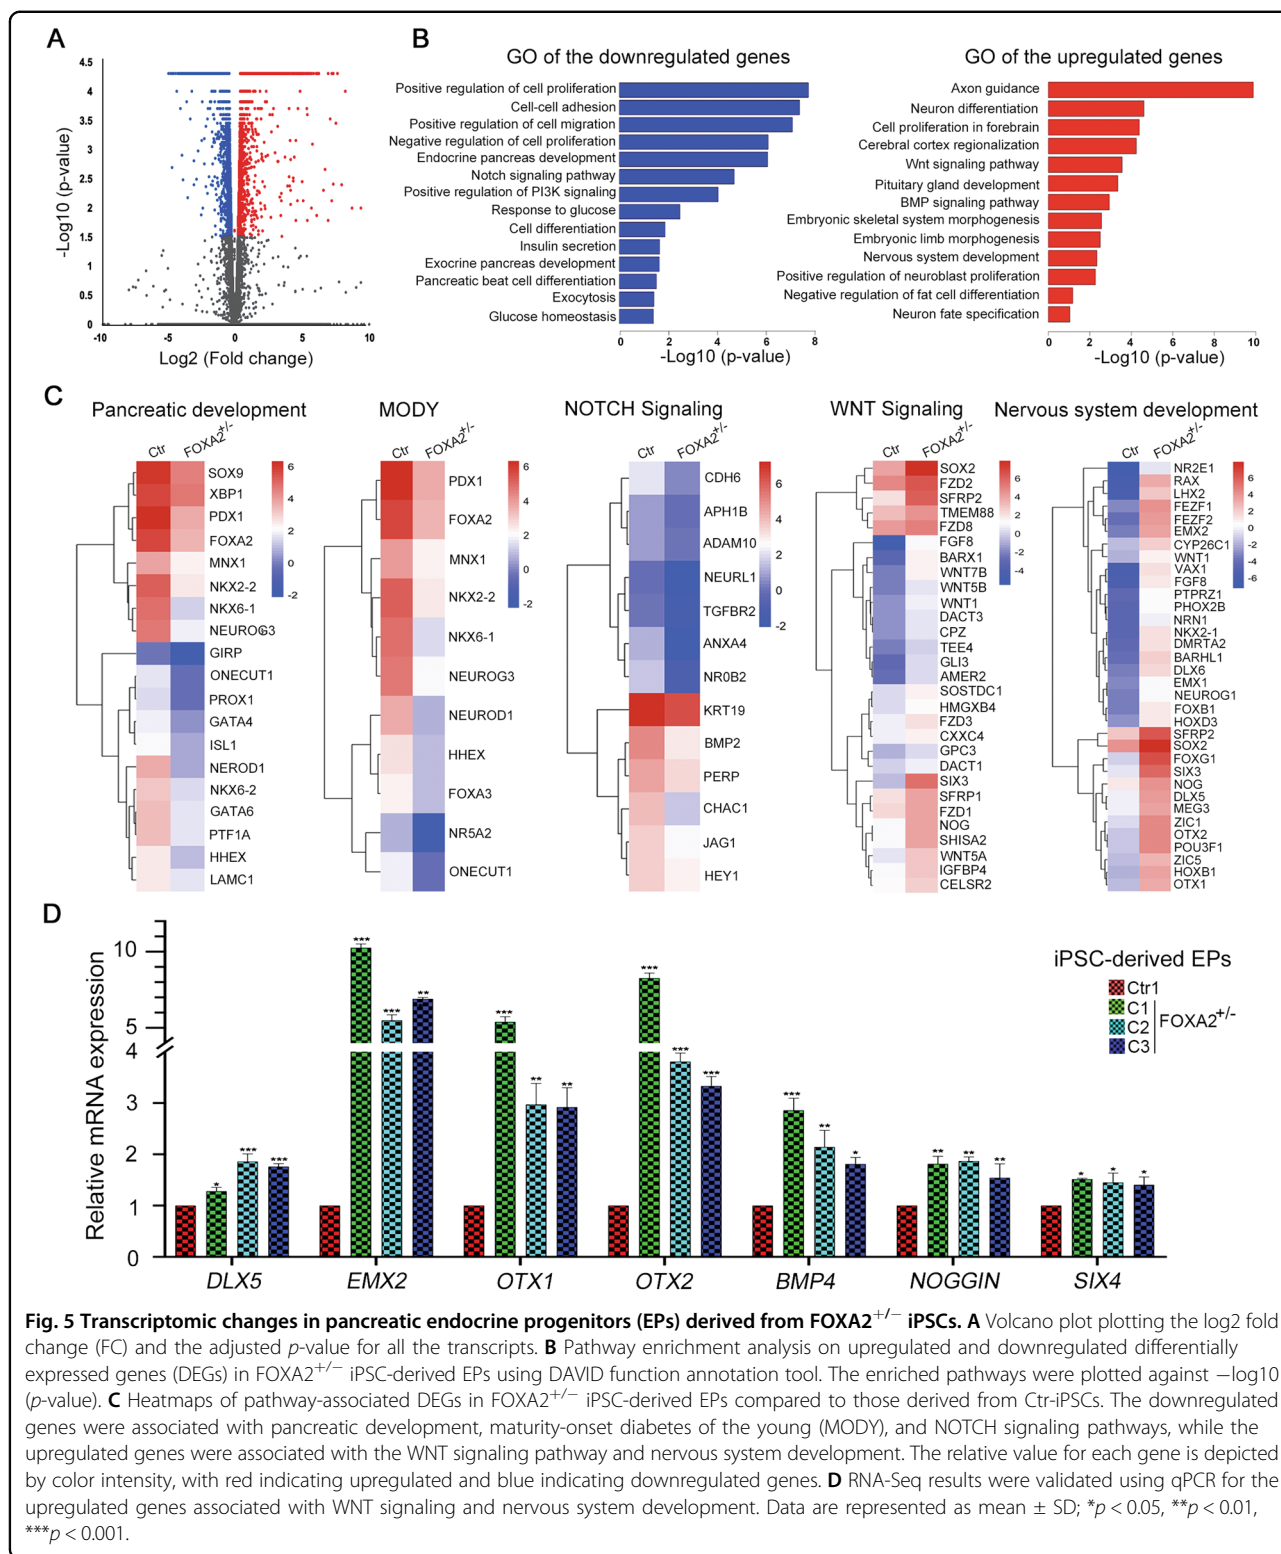 A
4.5
4
3.5
3
2.5
2
1.5
1
0.5
0
-10
-5
0
5
10
-Log10 (p-value)
Log2 (Fold change)
B
GO of the downregulated genes
Positive regulation of cell proliferation
Cell-cell adhesion
Positive regulation of cell migration
Negative regulation of cell proliferation
Endocrine pancreas development
Notch signaling pathway
Positive regulation of PI3K signaling
Response to glucose
Cell differentiation
Insulin secretion
Exocrine pancreas development
Pancreatic beat cell differentiation
Exocytosis
Glucose homeostasis
0 2 4 6 8
-Log10 (p-value)
GO of the upregulated genes
Axon guidance
Neuron differentiation
Cell proliferation in forebrain
Cerebral cortex regionalization
Wnt signaling pathway
Pituitary gland development
BMP signaling pathway
Embryonic skeletal system morphogenesis
Embryonic limb morphogenesis
Nervous system development
Positive regulation of neuroblast proliferation
Negative regulation of fat cell differentiation
Neuron fate specification
0 2 4 6 8 10
-Log10 (p-value)
C
Pancreatic development
Ctr FOXA2+/-
SOX9
XBP1
PDX1
FOXA2
MNX1
NKX2-2
NKX6-1
NEUROG3
GIRP
ONECUT1
PROX1
GATA4
ISL1
NEROD1
NKX6-2
GATA6
PTF1A
HHEX
LAMC1
6
4
2
0
-2
MODY
Ctr FOXA2+/-
PDX1
FOXA2
MNX1
NKX2-2
NKX6-1
NEUROG3
NEUROD1
HHEX
FOXA3
NR5A2
ONECUT1
6
4
2
0
-2
NOTCH Signaling
Ctr FOXA2+/-
CDH6
APH1B
ADAM10
NEURL1
TGFBR2
ANXA4
NR0B2
KRT19
BMP2
PERP
CHAC1
JAG1
HEY1
6
4
2
0
-2
WNT Signaling
Ctr FOXA2+/-
SOX2
FZD2
SFRP2
TMEM88
FZD8
FGF8
BARX1
WNT7B
WNT5B
WNT1
DACT3
CPZ
TEE4
GLI3
AMER2
SOSTDC1
HMGXB4
FZD3
CXXC4
GPC3
DACT1
SIX3
SFRP1
FZD1
NOG
SHISA2
WNT5A
IGFBP4
CELSR2
6
4
2
0
-2
-4
Nervous system development
Ctr FOXA2+/-
NR2E1
RAX
LHX2
FEZF1
FEZF2
EMX2
CYP26C1
WNT1
VAX1
FGF8
PTPRZ1
PHOX2B
NRN1
NKX2-1
DMRTA2
BARHL1
DLX6
EMX1
NEUROG1
FOXB1
HOXD3
SFRP2
SOX2
FOXG1
SIX3
NOG
DLX5
MEG3
ZIC1
OTX2
POU3F1
ZIC5
HOXB1
OTX1
6
4
2
0
-2
-4
-6
D
Relative mRNA expression
10
5
4
3
2
1
0
* *** ***
*** *** **
*** ** **
*** *** ***
*** ** *
** ** **
* * *
DLX5 EMX2 OTX1 OTX2 BMP4 NOGGIN SIX4
iPSC-derived EPs
Ctr1
C1
C2
C3
FOXA2+/-
Fig. 5 Transcriptomic changes in pancreatic endocrine progenitors (EPs) derived from FOXA2+/− iPSCs. A Volcano plot plotting the log2 fold
change (FC) and the adjusted p-value for all the transcripts. B Pathway enrichment analysis on upregulated and downregulated differentially
expressed genes (DEGs) in FOXA2+/− iPSC-derived EPs using DAVID function annotation tool. The enriched pathways were plotted against −log10
(p-value). C Heatmaps of pathway-associated DEGs in FOXA2+/− iPSC-derived EPs compared to those derived from Ctr-iPSCs. The downregulated
genes were associated with pancreatic development, maturity-onset diabetes of the young (MODY), and NOTCH signaling pathways, while the
upregulated genes were associated with the WNT signaling pathway and nervous system development. The relative value for each gene is depicted
by color intensity, with red indicating upregulated and blue indicating downregulated genes. D RNA-Seq results were validated using qPCR for the
upregulated genes associated with WNT signaling and nervous system development. Data are represented as mean ± SD; *p < 0.05, **p < 0.01,
***p < 0.001.